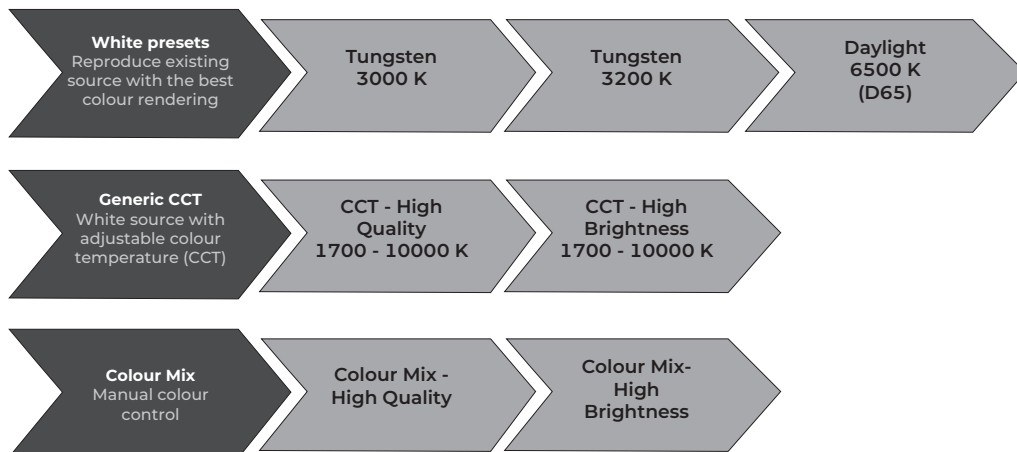 White presets
Reproduce existing
source with the best
colour rendering
Tungsten
3000 K
Tungsten
3200 K
Daylight
6500 K
(D65)
Generic CCT
White source with
adjustable colour
temperature (CCT)
CCT - High
Quality
1700 - 10000 K
CCT - High
Brightness
1700 - 10000 K
Colour Mix
Manual colour
control
Colour Mix -
High Quality
Colour Mix-
High
Brightness